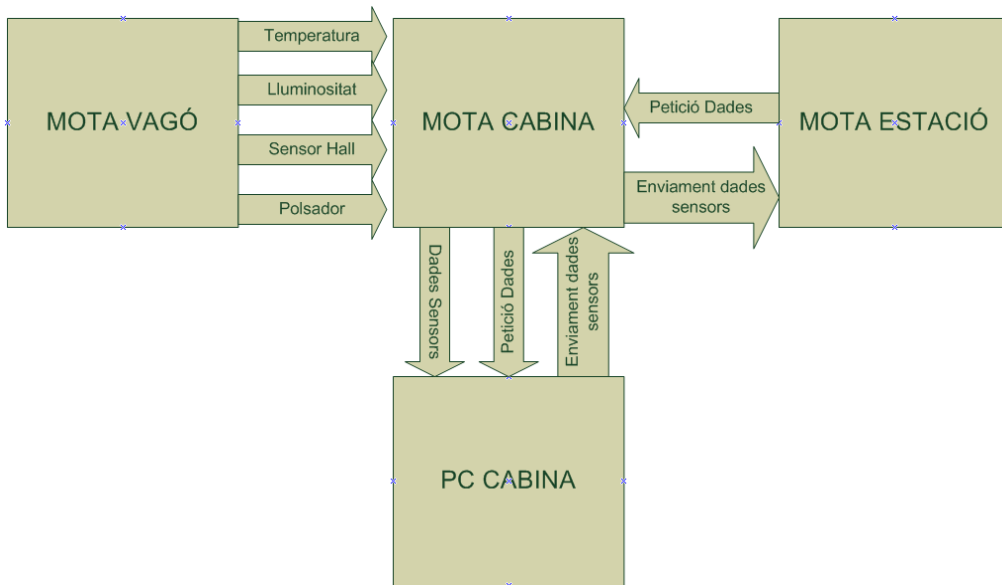 Temperatura
Lluminositat
Sensor Hall
Polsador
MOTA VAGÓ
MOTA CABINA
MOTA ESTACIÓ
Petició Dades
Enviament dades
sensors
Dades Sensors
Petició Dades
Enviament dades
sensors
PC CABINA